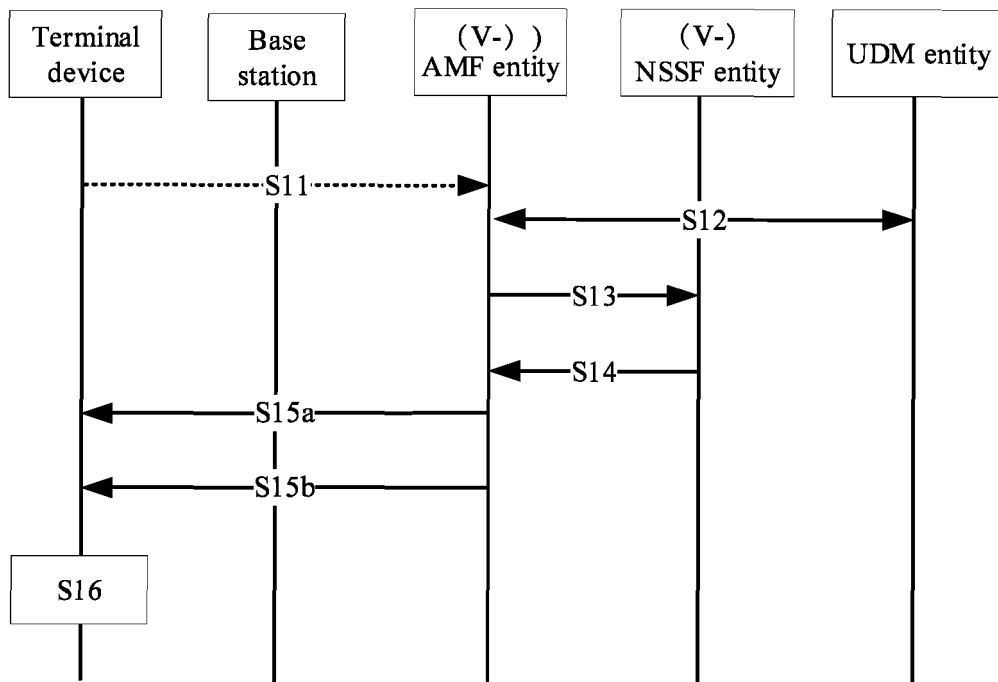 Terminal
device
Base
station
(V-) )
AMF entity
(V-)
NSSF entity
UDM entity
S11
S12
S13
S14
S15a
S15b
S16